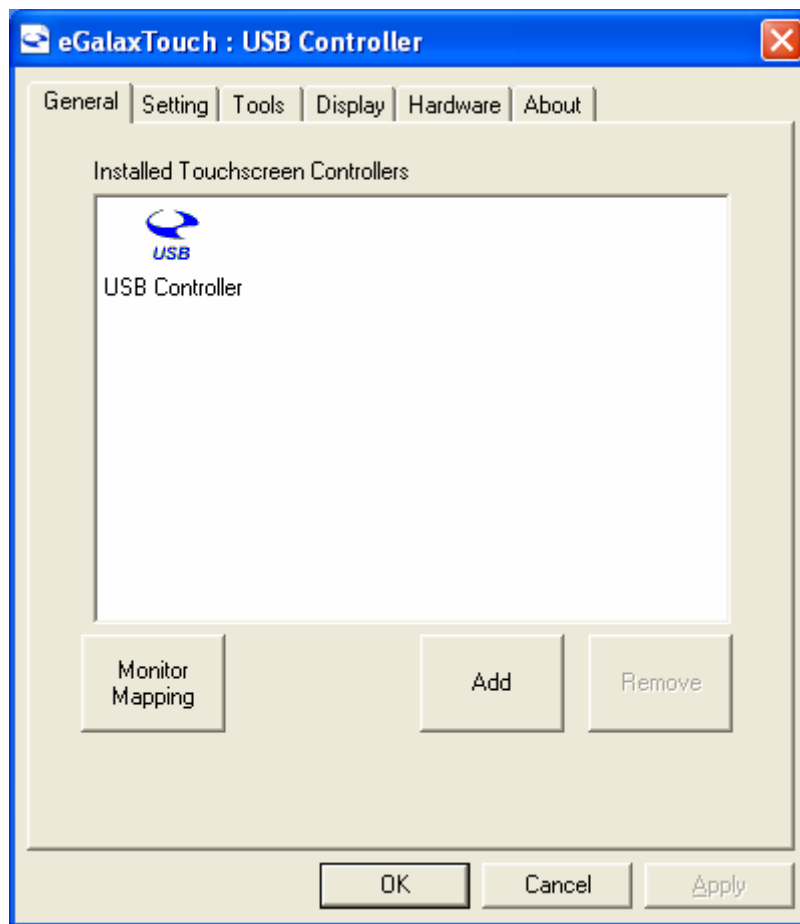 eGalaxTouch : USB Controller
General Setting Tools Display Hardware About
Installed Touchscreen Controllers
USB
USB Controller
Monitor
Mapping
Add
Remove
OK
Cancel
Apply